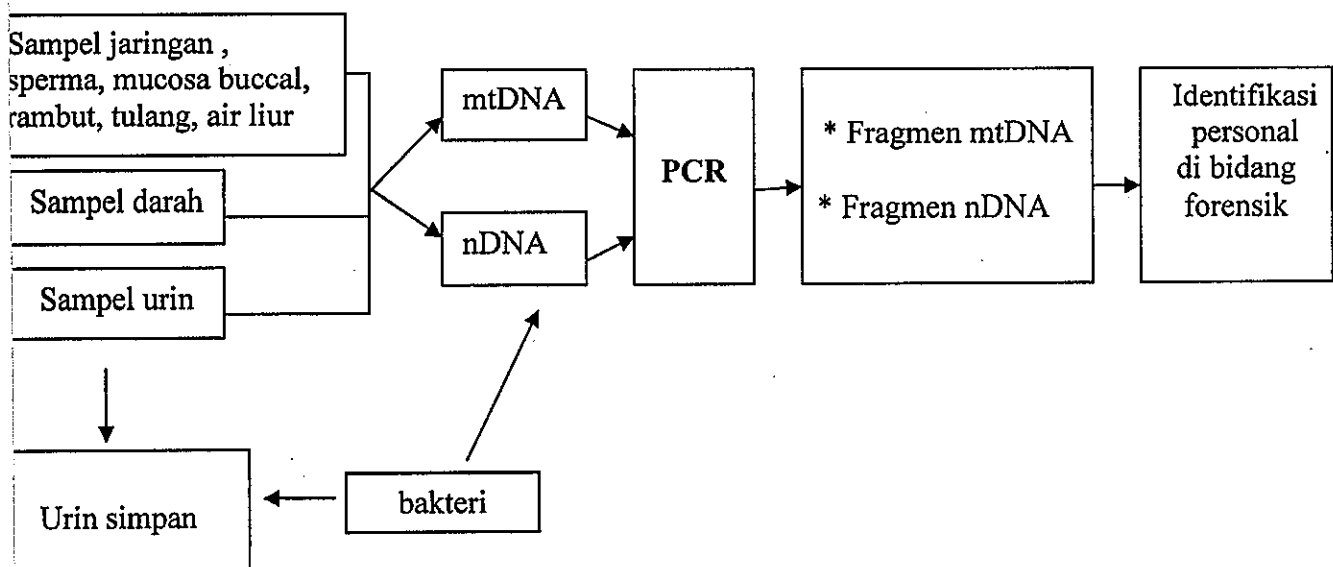 Sampel jaringan ,
sperma, mucosa buccal,
rambut, tulang, air liur
Sampel darah
Sampel urin
Urin simpan
bakteri
mtDNA
nDNA
PCR
* Fragmen mtDNA
* Fragmen nDNA
Identifikasi
personal
di bidang
forensik